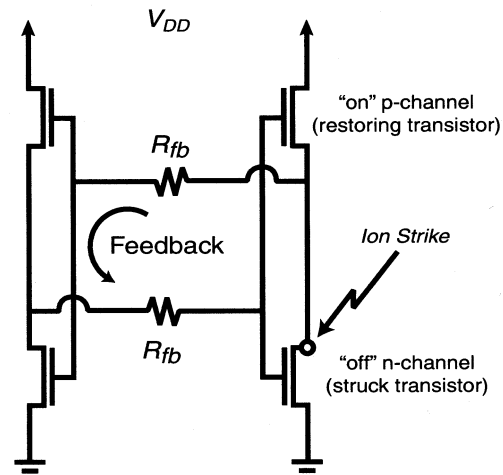 VDD
"on" p-channel
(restoring transistor)
Rfb
Ion Strike
Feedback
Rfb
"off" n-channel
(struck transistor)